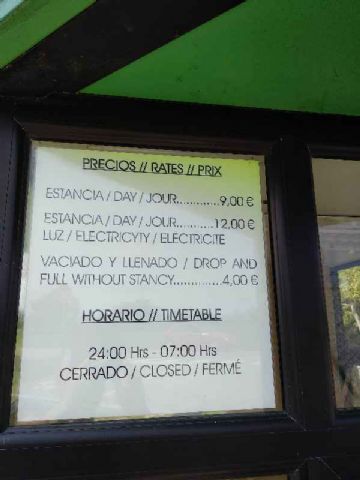 PRECIOS // RATES // PRIX
ESTANCIA / DAY / JOUR............9,00 €
ESTANCIA / DAY / JOUR...........12,00 €
LUZ / ELECTRICYTY / ELECTRICITE
VACIADO Y LLENADO / DROP AND
FULL WITHOUT STANCY..............4,00 €
HORARIO // TIMETABLE
24:00 Hrs - 07:00 Hrs
CERRADO / CLOSED / FERMÉ